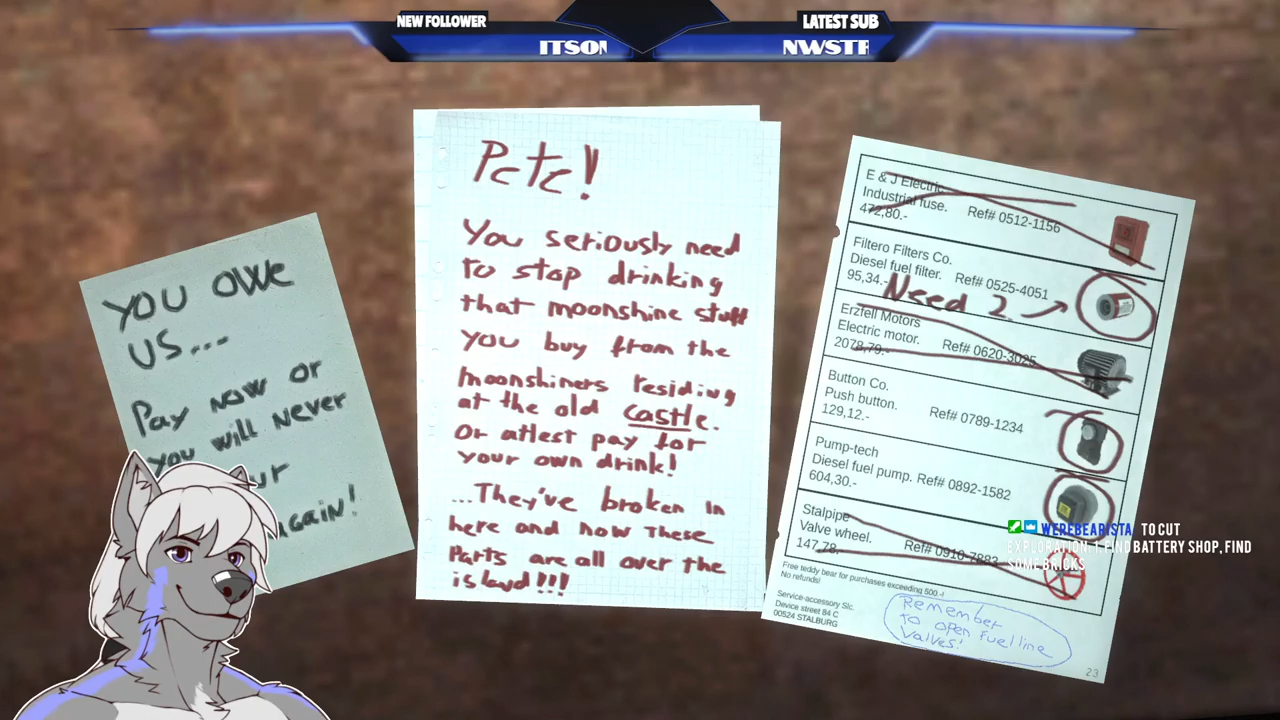 NEW FOLLOWER
LATEST SUB
ITSO
NWST
YOU OWE
US...
Pay now or
you will Never
AGain!
Pete!
You seriously need
to stop drinking
that moonshine stuff
you buy from the
moonshiners residing
at the old castle.
Or atlest pay for
your own drink!
...They've broken in
here and now these
Parts are all over the
island!!!
E & J Electric
Industrial fuse. Ref# 0512-1156
472,80.-
Filtero Filters Co.
Diesel fuel filter. Ref# 0525-4051
95,34.-
Need 2
Erzfell Motors
Electric motor. Ref# 0620-3025
2078,79.-
Button Co.
Push button. Ref# 0789-1234
129,12.-
Pump-tech
Diesel fuel pump. Ref# 0892-1582
604,30.-
Stalpipe
Valve wheel. Ref# 0910-7883
147,78.-
Free teddy bear for purchases exceeding 500.-!
No refunds!
Service-accessory Slc.
Device street 84 C
00524 STALBURG
Remember
to open Fuel line
Valves!
23
WEREBEARISTA TO CUT
EXPLORATION: 1. FIND BATTERY SHOP, FIND
SOME BRICKS